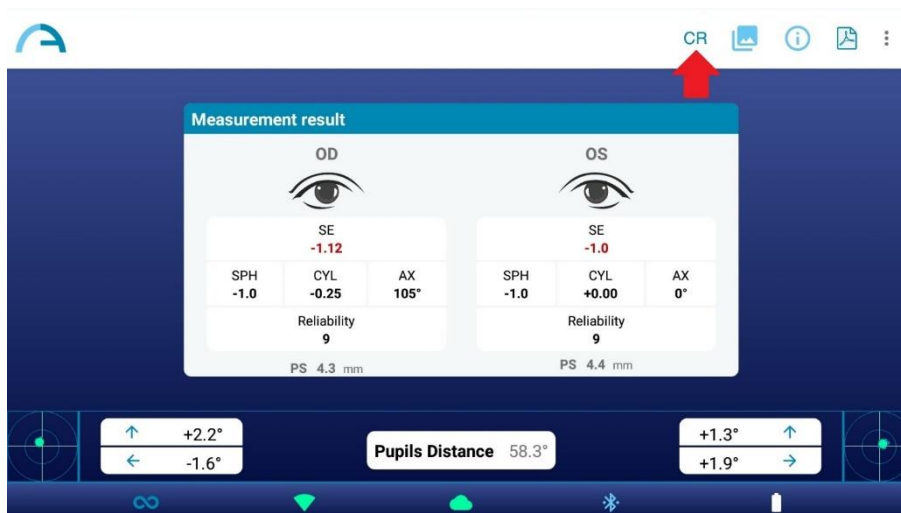 CR
Measurement result
OD OS
SE SE
-1.12 -1.0
SPH CYL AX SPH CYL AX
-1.0 -0.25 105° -1.0 +0.00 0°
Reliability Reliability
9 9
PS 4.3 mm PS 4.4 mm
+2.2° +1.3°
Pupils Distance 58.3°
-1.6° +1.9°